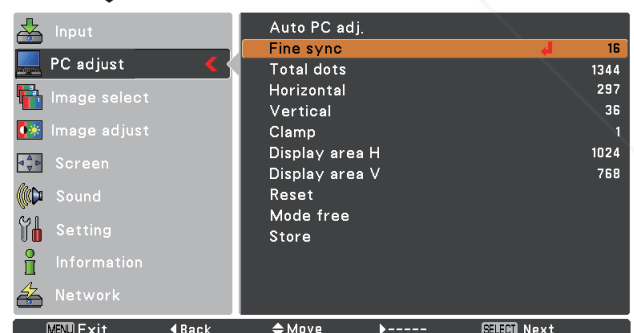 Input
PC adjust
Image select
Image adjust
Screen
Sound
Setting
Information
Network
Auto PC adj.
Fine sync 16
Total dots 1344
Horizontal 297
Vertical 36
Clamp 1
Display area H 1024
Display area V 768
Reset
Mode free
Store
MENU Exit Back Move ----- SELECT Next